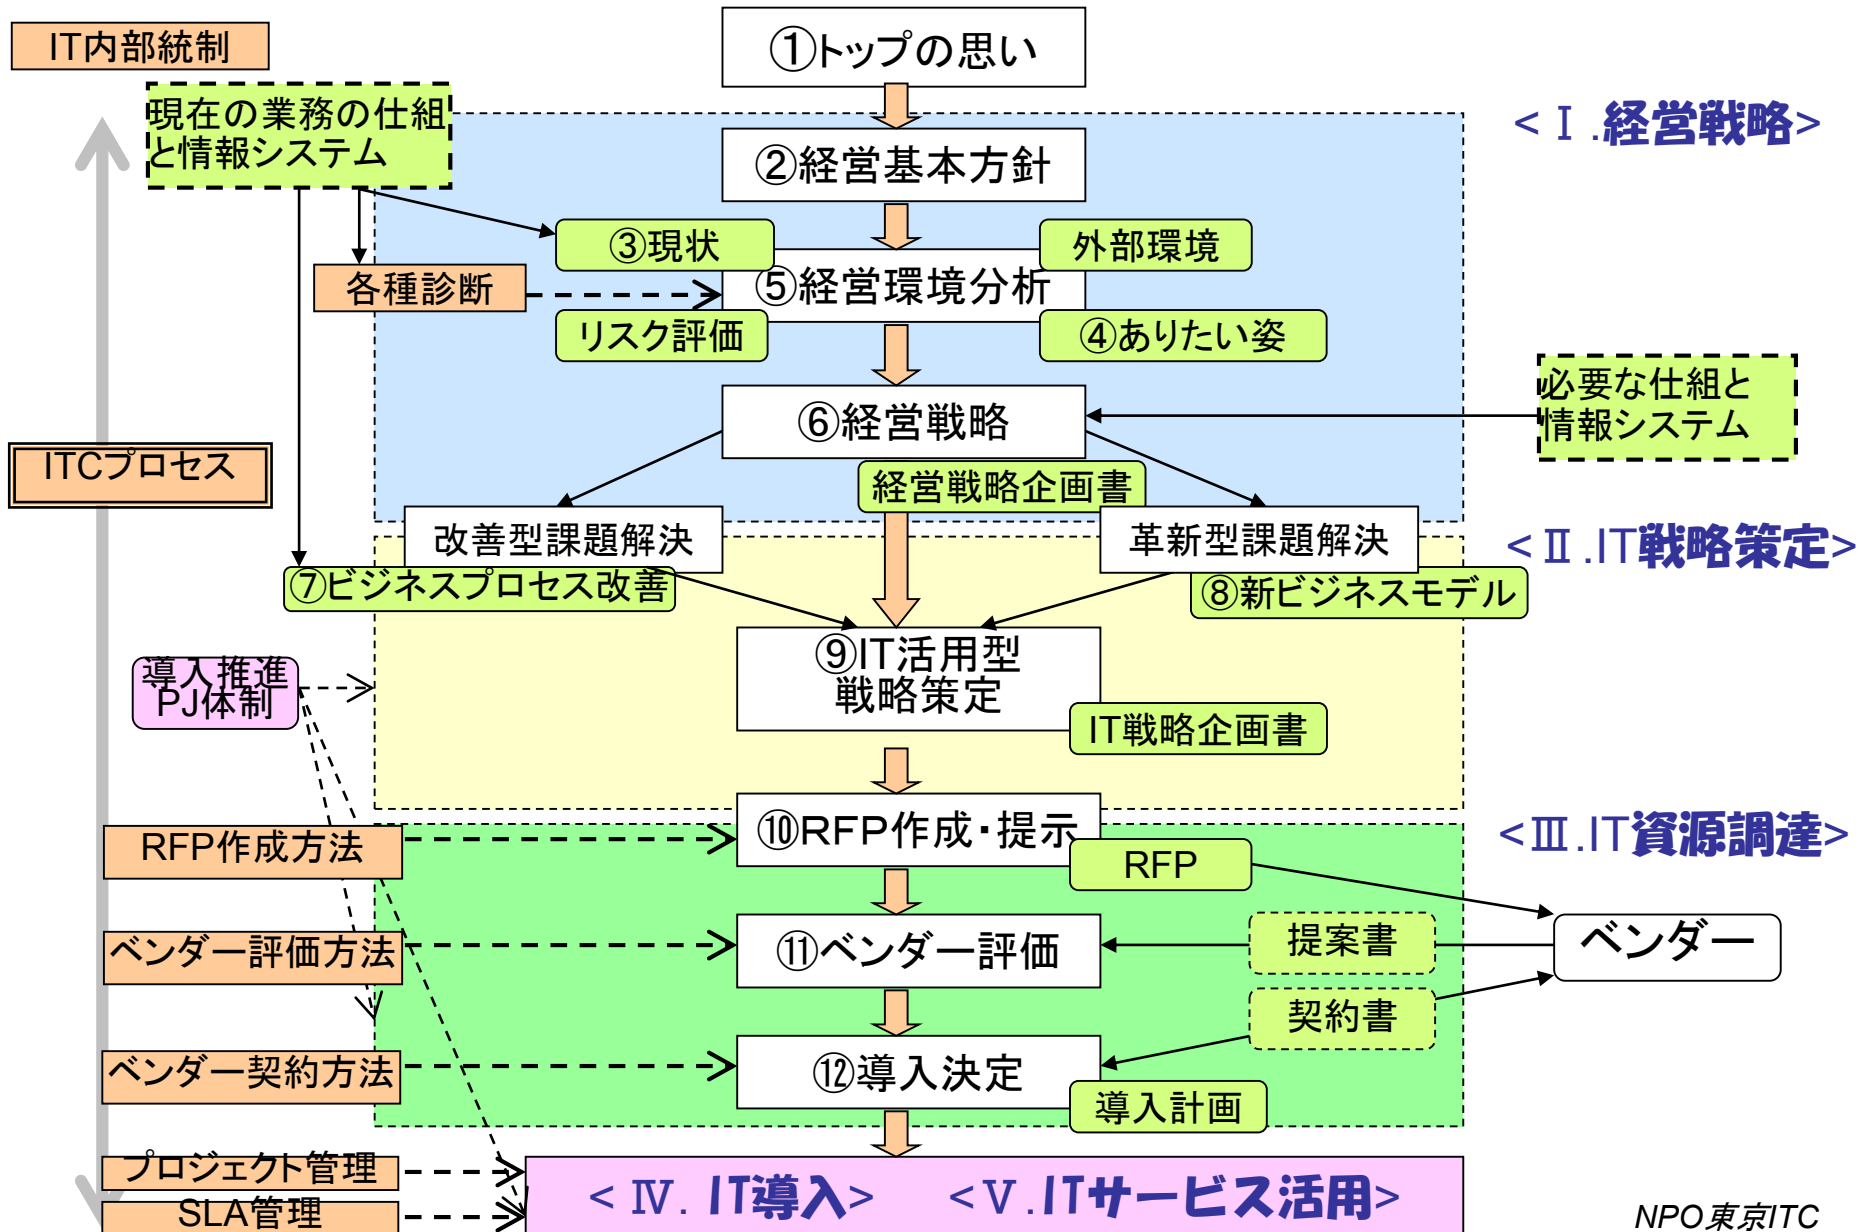 IT内部統制
①トップの思い
現在の業務の仕組
と情報システム
<Ⅰ.経営戦略>
②経営基本方針
③現状
外部環境
各種診断
⑤経営環境分析
リスク評価
④ありたい姿
必要な仕組と
情報システム
⑥経営戦略
ITCプロセス
経営戦略企画書
改善型課題解決
革新型課題解決
<Ⅱ.IT戦略策定>
⑦ビジネスプロセス改善
⑧新ビジネスモデル
⑨IT活用型
戦略策定
導入推進
PJ体制
IT戦略企画書
⑩RFP作成・提示
<Ⅲ.IT資源調達>
RFP作成方法
RFP
ベンダー評価方法
⑪ベンダー評価
提案書
ベンダー
契約書
ベンダー契約方法
⑫導入決定
導入計画
プロジェクト管理
<Ⅳ. IT導入>
<Ⅴ.ITサービス活用>
SLA管理
NPO東京ITC